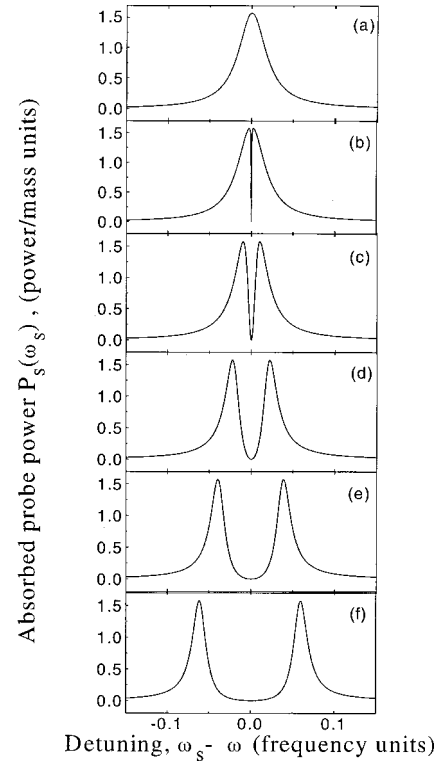 Absorbed probe power P_s(ω_s) , (power/mass units)
1.5
1.0
0.5
0.0
(a)
1.5
1.0
0.5
0.0
(b)
1.5
1.0
0.5
0.0
(c)
1.5
1.0
0.5
0.0
(d)
1.5
1.0
0.5
0.0
(e)
1.5
1.0
0.5
0.0
(f)
-0.1 0.0 0.1
Detuning, ω_s- ω (frequency units)